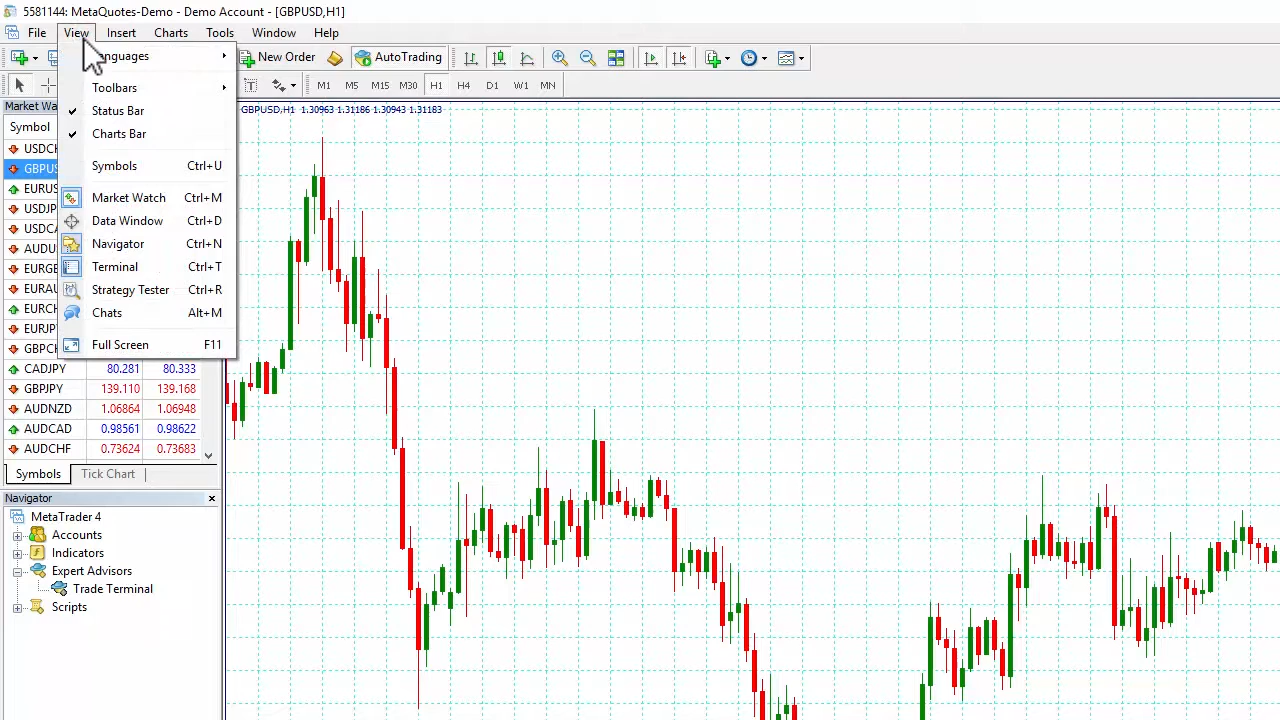 5581144: MetaQuotes-Demo - Demo Account - [GBPUSD,H1]
File View Insert Charts Tools Window Help
New Order AutoTrading
M1 M5 M15 M30 H1 H4 D1 W1 MN
Toolbars
Status Bar
Charts Bar
Symbols Ctrl+U
Market Watch Ctrl+M
Data Window Ctrl+D
Navigator Ctrl+N
Terminal Ctrl+T
Strategy Tester Ctrl+R
Chats Alt+M
Full Screen F11
GBPUSD,H1 1.30963 1.31186 1.30943 1.31183
Market Wa
Symbol
USDCH
GBPUS
EURUS
USDJP
USDCA
AUDU
EURGE
EURAU
EURCH
EURJP
GBPCH
CADJPY 80.281 80.333
GBPJPY 139.110 139.168
AUDNZD 1.06864 1.06948
AUDCAD 0.98561 0.98622
AUDCHF 0.73624 0.73683
Symbols Tick Chart
Navigator
MetaTrader 4
Accounts
Indicators
Expert Advisors
Trade Terminal
Scripts